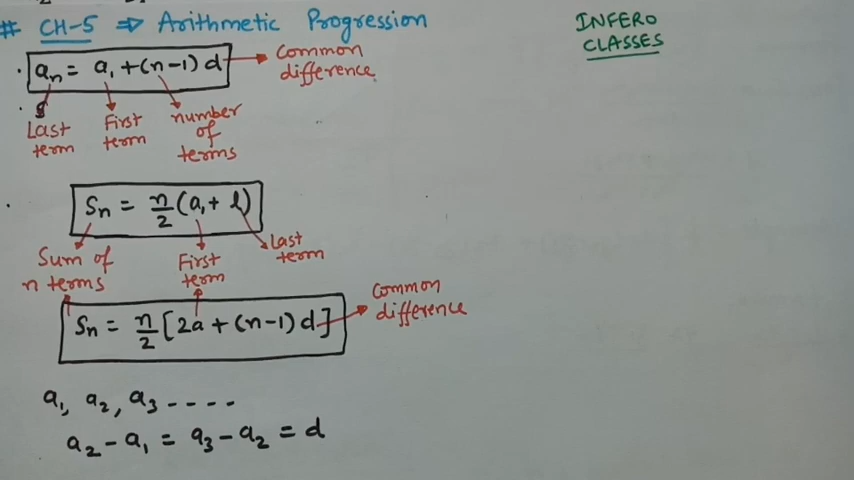 # CH-5 ⇒ Arithmetic Progression
INFERO
CLASSES
aₙ = a₁ + (n-1) d
Common
difference
Last
term
First
term
number
of
terms
Sₙ = n/2 (a₁ + l)
Sum of
n terms
First
term
Last
term
Sₙ = n/2 [2a + (n-1) d]
Common
difference
a₁, a₂, a₃ ----
a₂ - a₁ = a₃ - a₂ = d